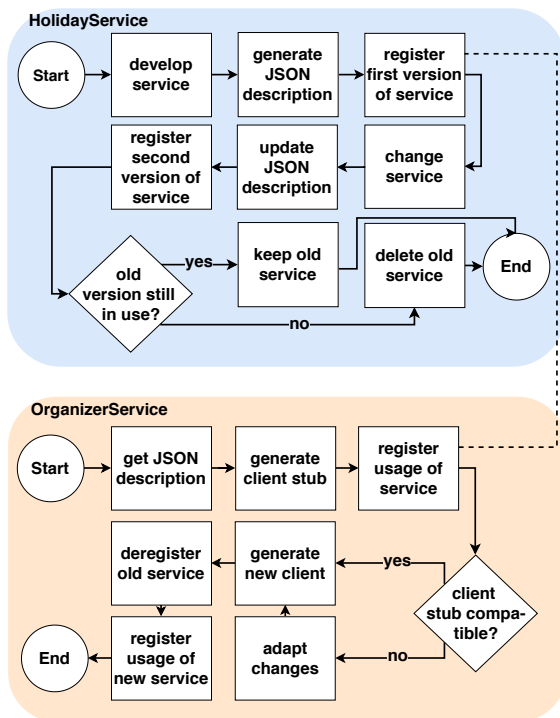 HolidayService
Start
develop
service
generate
JSON
description
register
first version
of service
register
second
version of
service
update
JSON
description
change
service
old
version still
in use?
yes
keep old
service
delete old
service
End
no
OrganizerService
Start
get JSON
description
generate
client stub
register
usage of
service
deregister
old service
generate
new client
yes
client
stub compa-
tible?
End
register
usage of
new service
adapt
changes
no